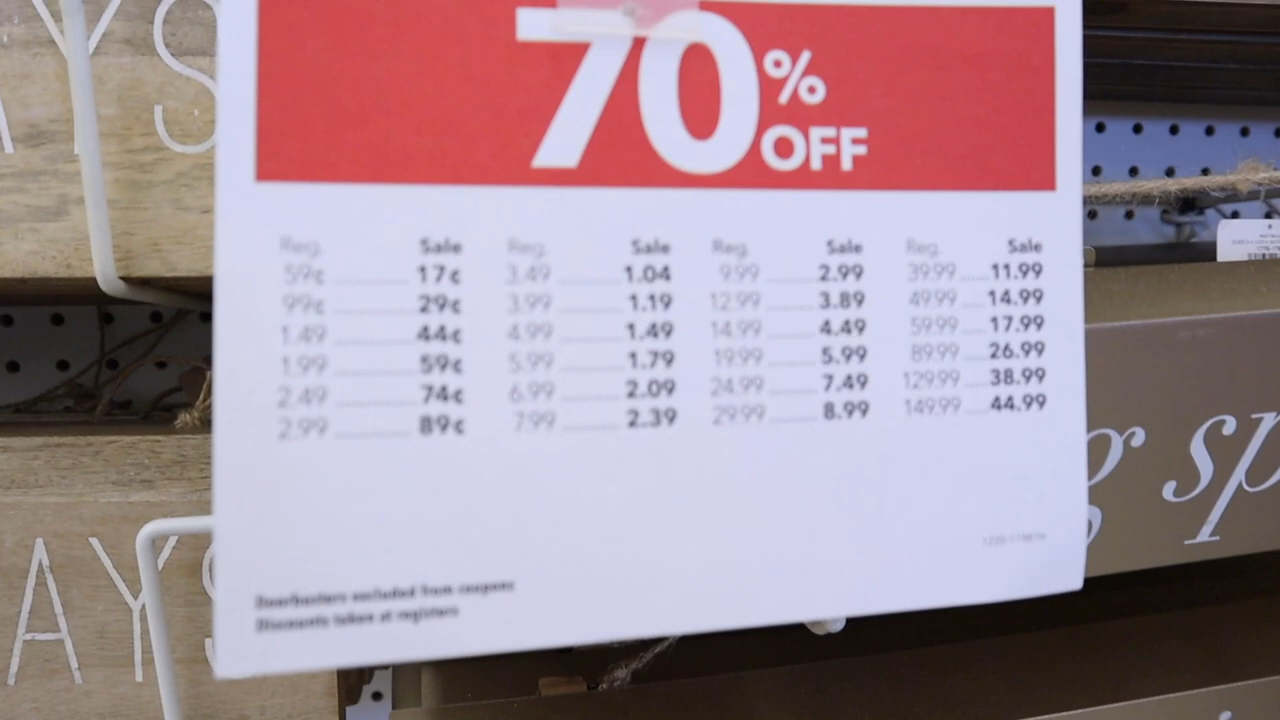 AYS
70% OFF
Reg. Sale Reg. Sale Reg. Sale Reg. Sale
59¢ 17¢ 3.49 1.04 9.99 2.99 39.99 11.99
99¢ 29¢ 3.99 1.19 12.99 3.89 49.99 14.99
1.49 44¢ 4.99 1.49 14.99 4.49 59.99 17.99
1.99 59¢ 5.99 1.79 19.99 5.99 89.99 26.99
2.49 74¢ 6.99 2.09 24.99 7.49 129.99 38.99
2.99 89¢ 7.99 2.39 29.99 8.99 149.99 44.99
g sp
Doorbusters excluded from coupons
Discounts taken at registers
AYS